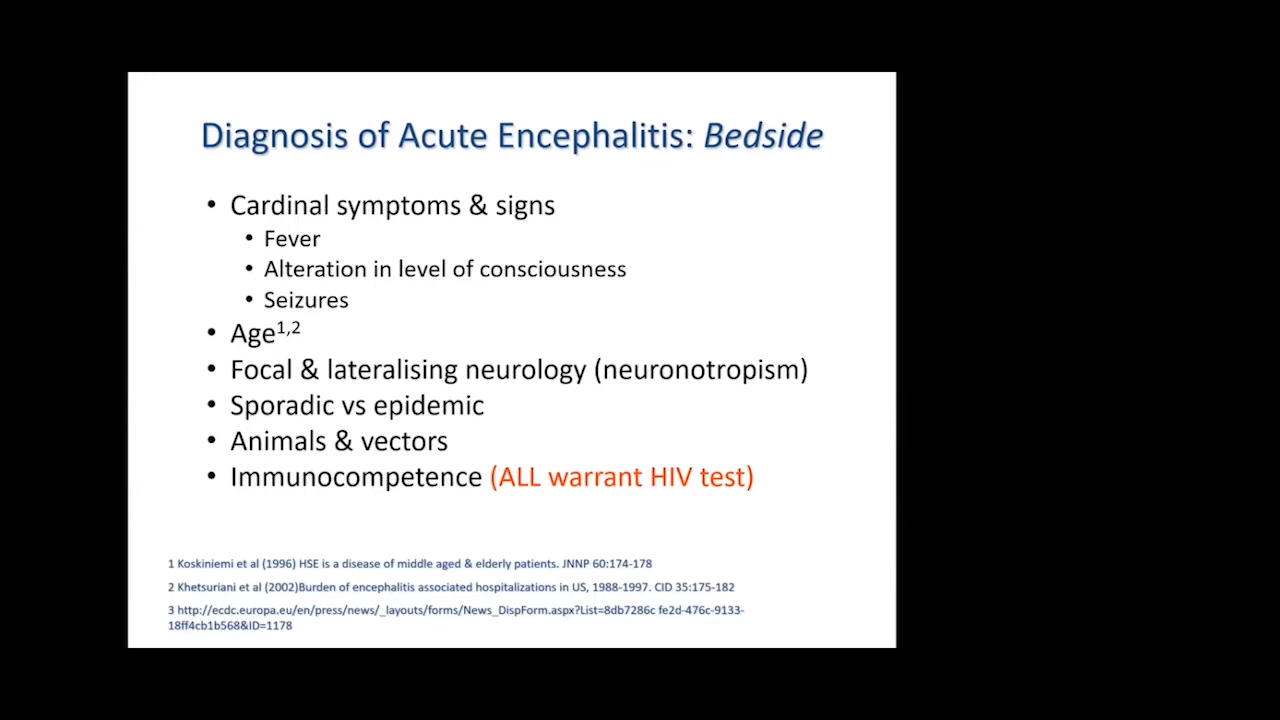 Diagnosis of Acute Encephalitis: Bedside
• Cardinal symptoms & signs
• Fever
• Alteration in level of consciousness
• Seizures
• Age1,2
• Focal & lateralising neurology (neuronotropism)
• Sporadic vs epidemic
• Animals & vectors
• Immunocompetence (ALL warrant HIV test)
1 Koskiniemi et al (1996) HSE is a disease of middle aged & elderly patients. JNNP 60:174-178
2 Khetsuriani et al (2002)Burden of encephalitis associated hospitalizations in US, 1988-1997. CID 35:175-182
3 http://ecdc.europa.eu/en/press/news/_layouts/forms/News_DispForm.aspx?List=8db7286c fe2d-476c-9133-
18ff4cb1b568&ID=1178